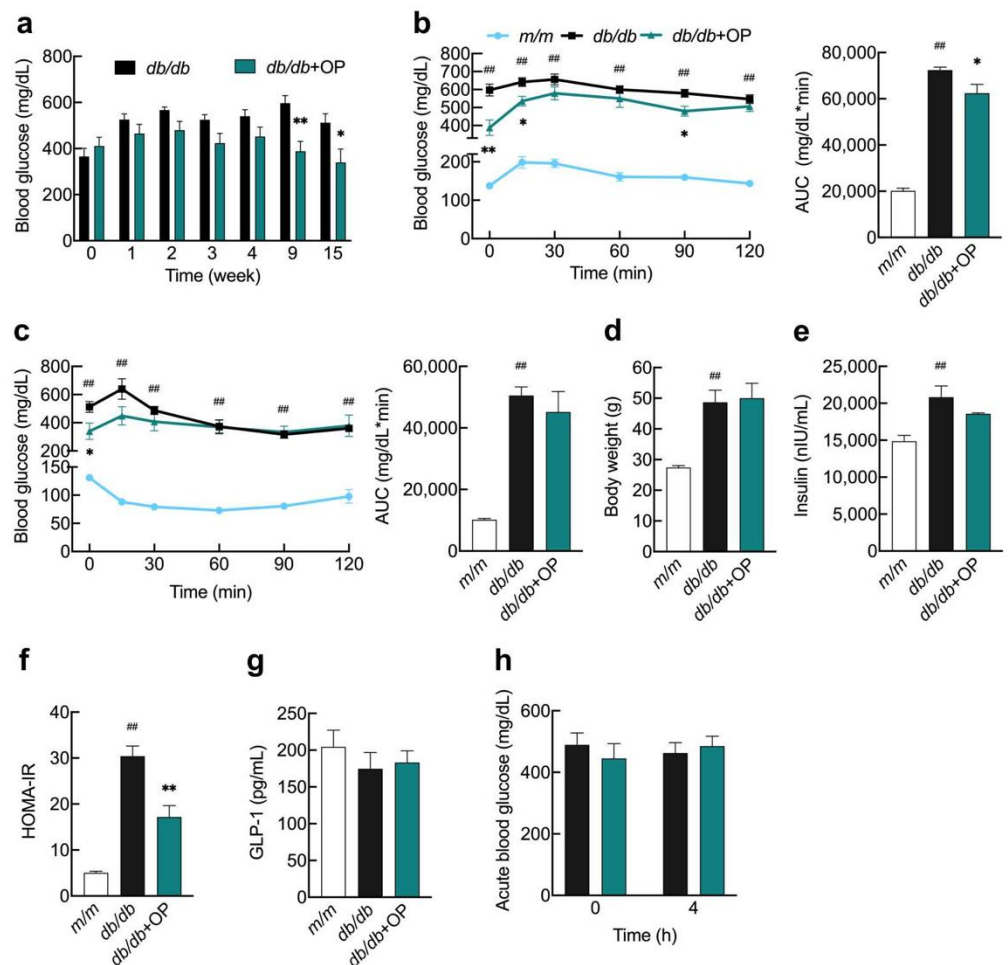 a
db/db
db/db+OP
Blood glucose (mg/dL)
800
600
400
200
0
**
*
0 1 2 3 4 9 15
Time (week)
b
m/m db/db db/db+OP
Blood glucose (mg/dL)
800
700
600
500
400
200
100
0
## ## ## ## ## ##
** * *
0 30 60 90 120
Time (min)
AUC (mg/dL*min)
80,000
60,000
40,000
20,000
0
##
*
m/m
db/db
db/db+OP
c
Blood glucose (mg/dL)
800
600
400
200
150
100
50
0
## ## ## ## ## ##
*
0 30 60 90 120
Time (min)
AUC (mg/dL*min)
60,000
40,000
20,000
0
##
m/m
db/db
db/db+OP
d
Body weight (g)
60
50
40
30
20
10
0
##
m/m
db/db
db/db+OP
e
Insulin (nIU/mL)
25,000
20,000
15,000
10,000
5,000
0
##
m/m
db/db
db/db+OP
f
HOMA-IR
40
30
20
10
0
##
**
m/m
db/db
db/db+OP
g
GLP-1 (pg/mL)
250
200
150
100
50
0
m/m
db/db
db/db+OP
h
Acute blood glucose (mg/dL)
600
400
200
0
0 4
Time (h)